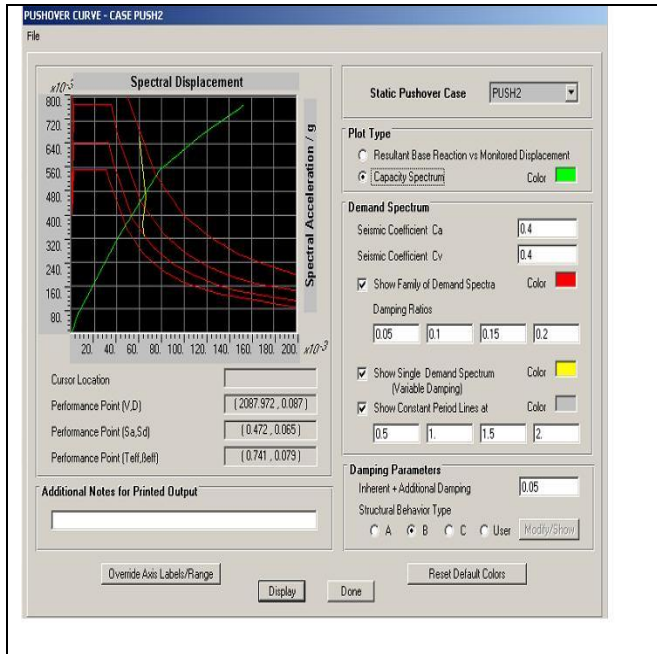 PUSHOVER CURVE - CASE PUSH2
File
x10-3
Spectral Displacement
800.
720.
640.
560.
480.
400.
320.
240.
160.
80.
Spectral Acceleration / g
20. 40. 60. 80. 100. 120. 140. 160. 180. 200. x10-3
Cursor Location
Performance Point (V,D) ( 2087.972 , 0.087 )
Performance Point (Sa,Sd) ( 0.472 , 0.065 )
Performance Point (Teff,βeff) ( 0.741 , 0.079 )
Additional Notes for Printed Output
Static Pushover Case PUSH2
Plot Type
Resultant Base Reaction vs Monitored Displacement
Capacity Spectrum Color
Demand Spectrum
Seismic Coefficient Ca 0.4
Seismic Coefficient Cv 0.4
Show Family of Demand Spectra Color
Damping Ratios
0.05 0.1 0.15 0.2
Show Single Demand Spectrum Color
(Variable Damping)
Show Constant Period Lines at Color
0.5 1. 1.5 2.
Damping Parameters
Inherent + Additional Damping 0.05
Structural Behavior Type
A B C User Modify/Show
Override Axis Labels/Range
Reset Default Colors
Display Done